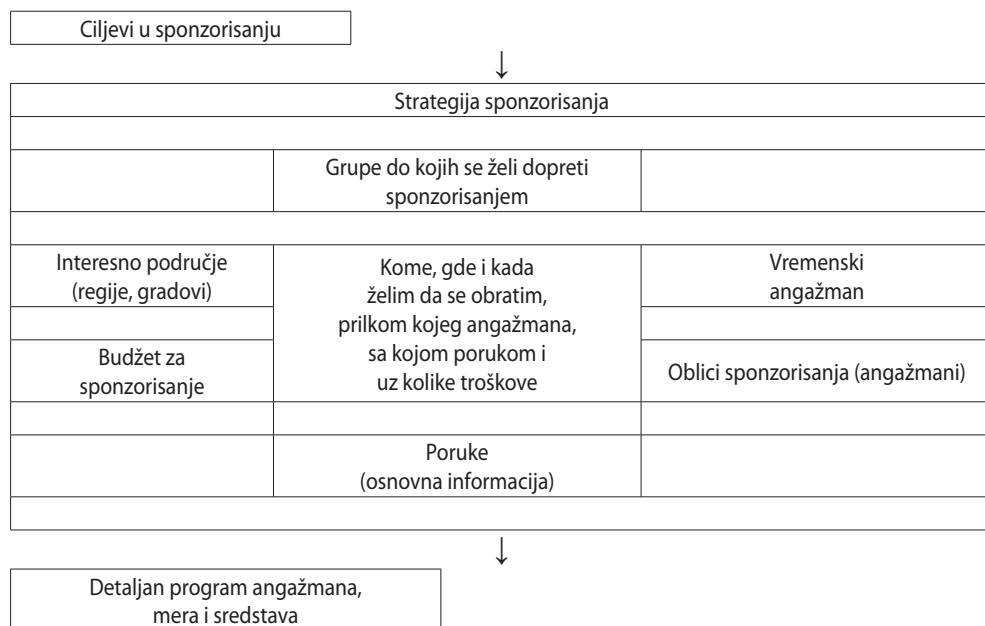 Ciljevi u sponzorisanju
↓
Strategija sponzorisanja
Grupe do kojih se želi dopreti
sponzorisanjem
Interesno područje
(regije, gradovi)
Kome, gde i kada
želim da se obratim,
prilikom kojeg angažmana,
sa kojom porukom i
uz kolike troškove
Vremenski
angažman
Budžet za
sponzorisanje
Oblici sponzorisanja (angažmani)
Poruke
(osnovna informacija)
↓
Detaljan program angažmana,
mera i sredstava